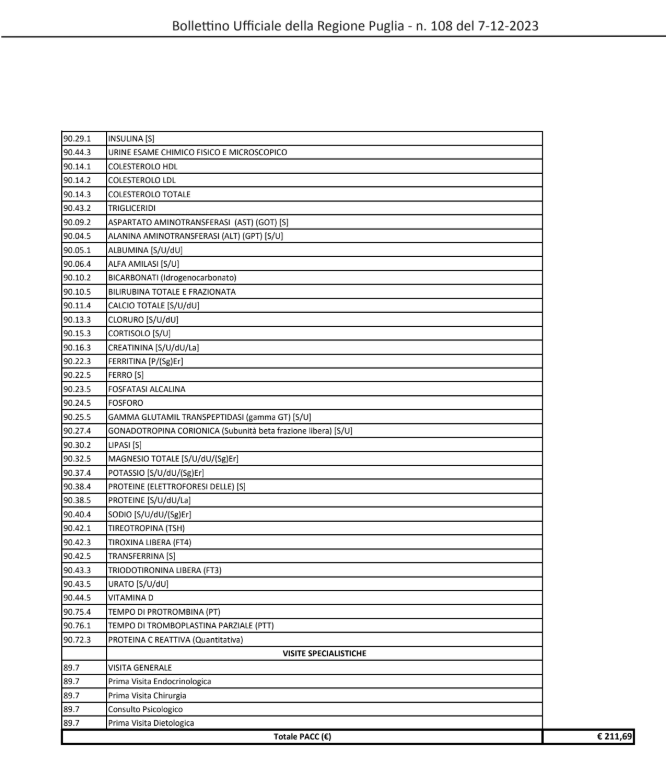 Bollettino Ufficiale della Regione Puglia - n. 108 del 7-12-2023
90.29.1 INSULINA [S]
90.44.3 URINE ESAME CHIMICO FISICO E MICROSCOPICO
90.14.1 COLESTEROLO HDL
90.14.2 COLESTEROLO LDL
90.14.3 COLESTEROLO TOTALE
90.43.2 TRIGLICERIDI
90.09.2 ASPARTATO AMINOTRANSFERASI (AST) (GOT) [S]
90.04.5 ALANINA AMINOTRANSFERASI (ALT) (GPT) [S/U]
90.05.1 ALBUMINA [S/U/dU]
90.06.4 ALFA AMILASI [S/U]
90.10.2 BICARBONATI (Idrogenocarbonato)
90.10.5 BILIRUBINA TOTALE E FRAZIONATA
90.11.4 CALCIO TOTALE [S/U/dU]
90.13.3 CLORURO [S/U/dU]
90.15.3 CORTISOLO [S/U]
90.16.3 CREATININA [S/U/dU/La]
90.22.3 FERRITINA [P/(Sg)Er]
90.22.5 FERRO [S]
90.23.5 FOSFATASI ALCALINA
90.24.5 FOSFORO
90.25.5 GAMMA GLUTAMIL TRANSPEPTIDASI (gamma GT) [S/U]
90.27.4 GONADOTROPINA CORIONICA (Subunità beta frazione libera) [S/U]
90.30.2 LIPASI [S]
90.32.5 MAGNESIO TOTALE [S/U/dU/(Sg)Er]
90.37.4 POTASSIO [S/U/dU/(Sg)Er]
90.38.4 PROTEINE (ELETTROFORESI DELLE) [S]
90.38.5 PROTEINE [S/U/dU/La]
90.40.4 SODIO [S/U/dU/(Sg)Er]
90.42.1 TIREOTROPINA (TSH)
90.42.3 TIROXINA LIBERA (FT4)
90.42.5 TRANSFERRINA [S]
90.43.3 TRIODOTIRONINA LIBERA (FT3)
90.43.5 URATO [S/U/dU]
90.44.5 VITAMINA D
90.75.4 TEMPO DI PROTROMBINA (PT)
90.76.1 TEMPO DI TROMBOPLASTINA PARZIALE (PTT)
90.72.3 PROTEINA C REATTIVA (Quantitativa)
VISITE SPECIALISTICHE
89.7 VISITA GENERALE
89.7 Prima Visita Endocrinologica
89.7 Prima Visita Chirurgia
89.7 Consulto Psicologico
89.7 Prima Visita Dietologica
Totale PACC (€) € 211,69